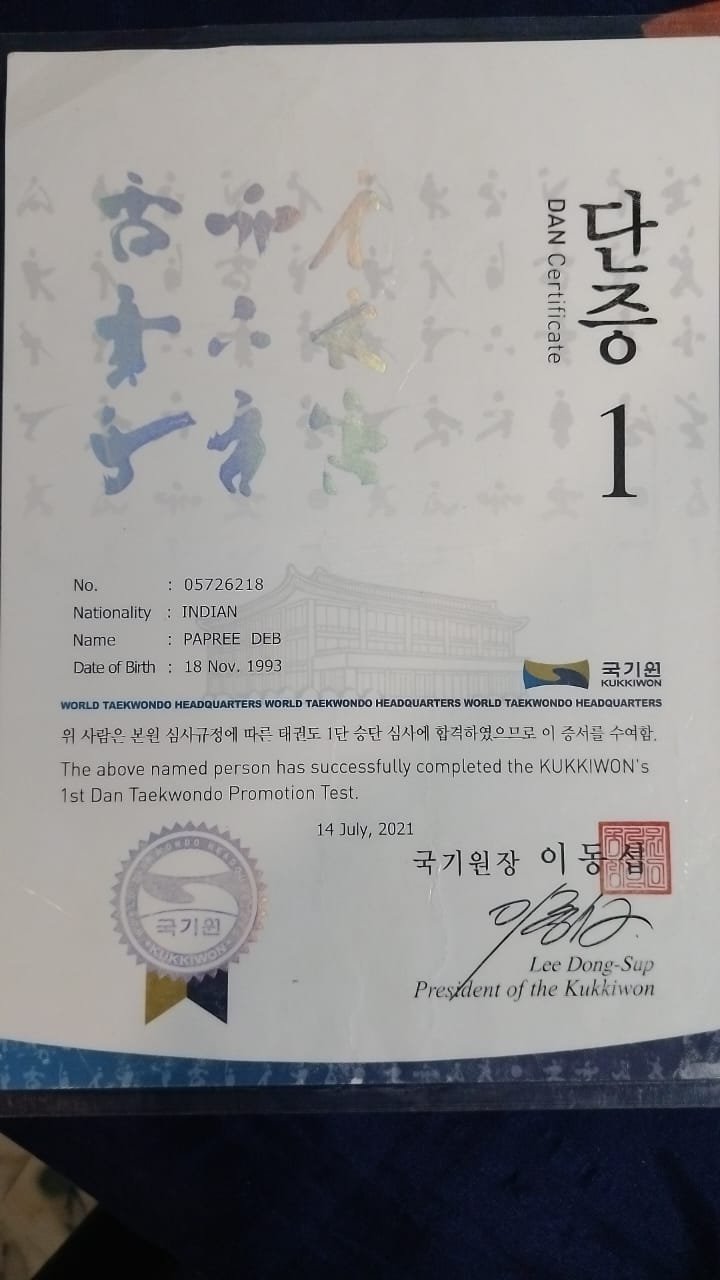 단증
DAN Certificate
1
No. : 05726218
Nationality : INDIAN
Name : PAPREE DEB
Date of Birth : 18 Nov. 1993
국기원
KUKKIWON
WORLD TAEKWONDO HEADQUARTERS WORLD TAEKWONDO HEADQUARTERS WORLD TAEKWONDO HEADQUARTERS
위 사람은 본원 심사규정에 따른 태권도 1단 승단 심사에 합격하였으므로 이 증서를 수여함.
The above named person has successfully completed the KUKKIWON's
1st Dan Taekwondo Promotion Test.
14 July, 2021
국기원장 이동섭
Lee Dong-Sup
President of the Kukkiwon
국기원
KUKKIWON